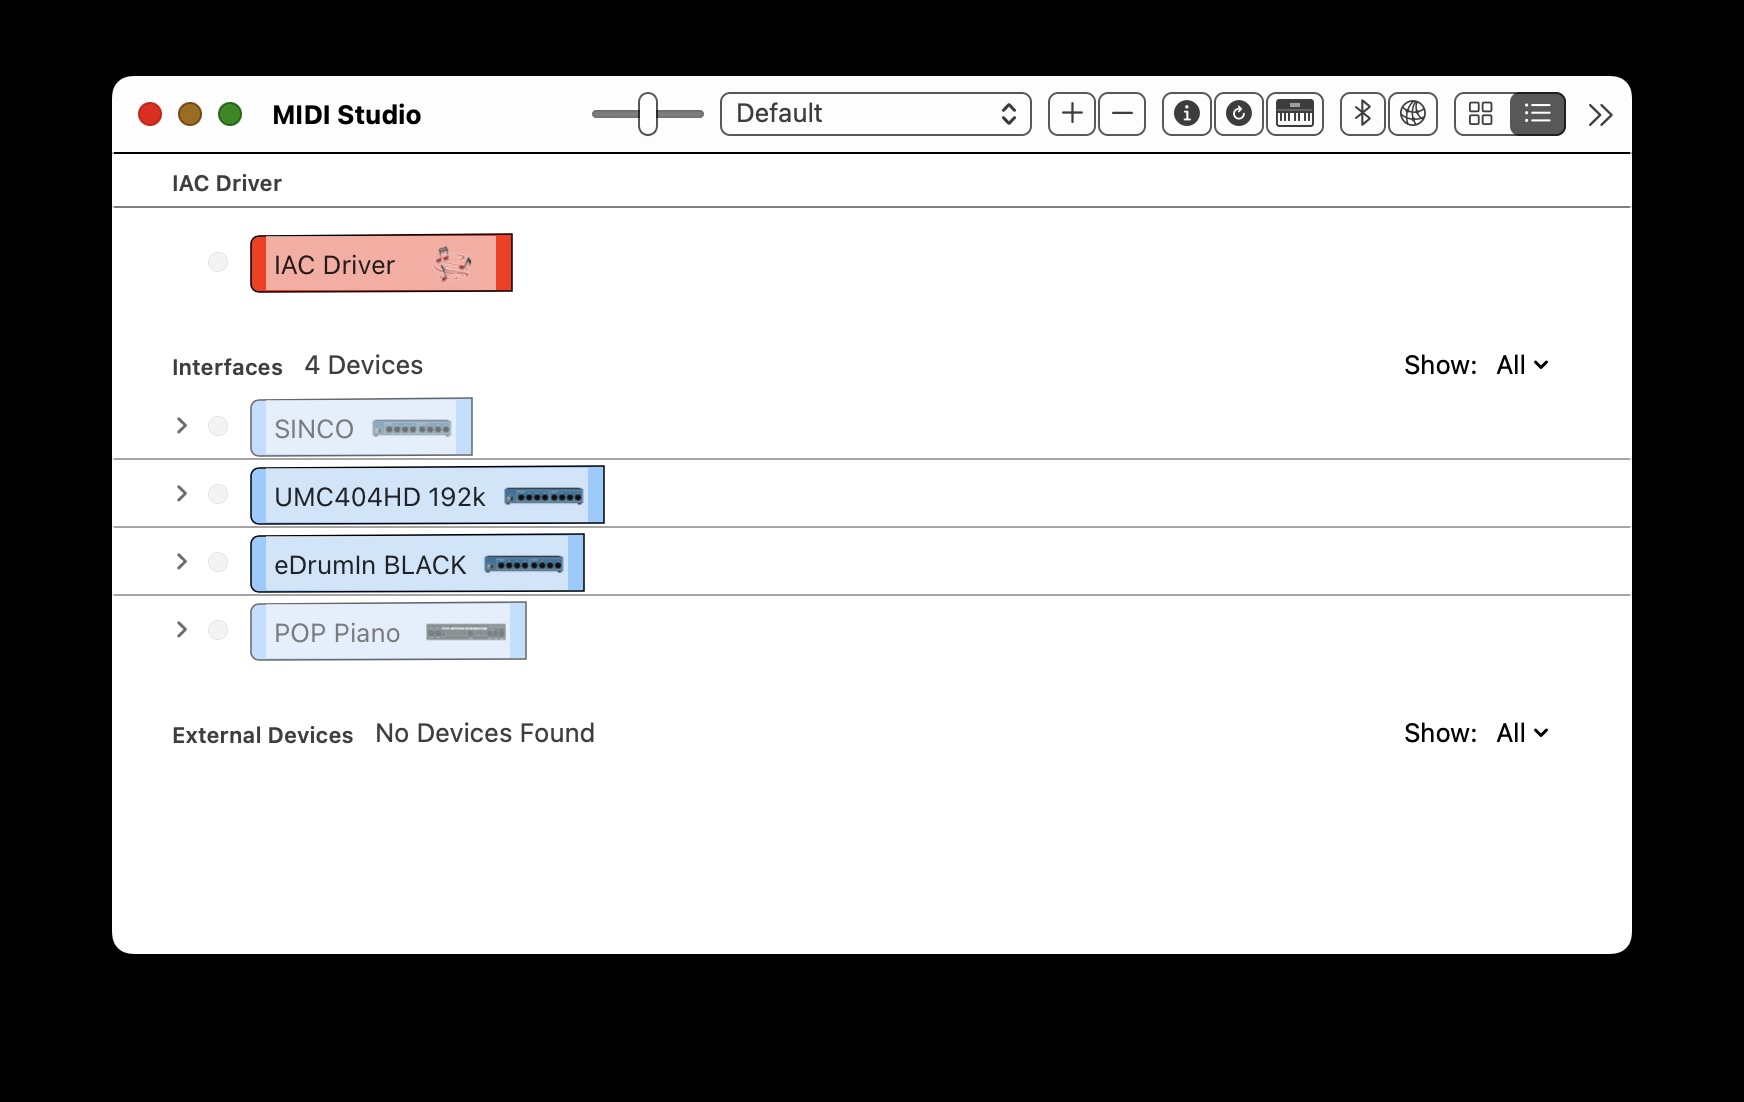 MIDI Studio
Default
IAC Driver
IAC Driver
Interfaces 4 Devices
Show: All
SINCO
UMC404HD 192k
eDrumIn BLACK
POP Piano
External Devices No Devices Found
Show: All